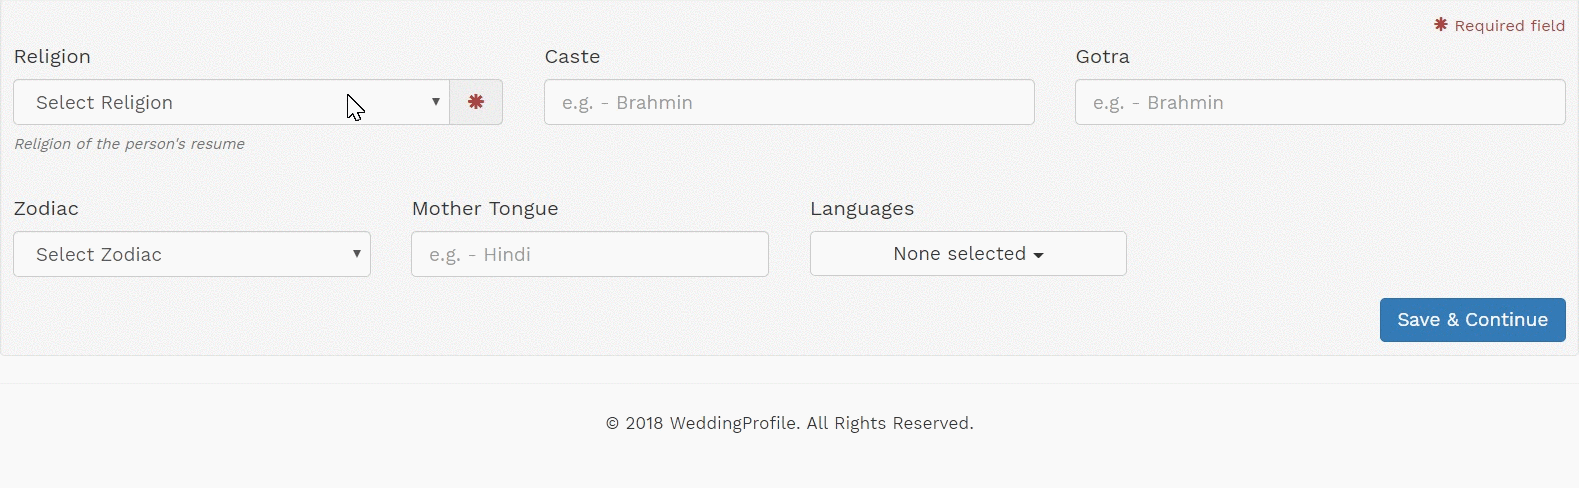 ✱ Required field
Religion Caste Gotra
Select Religion ▼ ✱ e.g. - Brahmin e.g. - Brahmin
Religion of the person's resume
Zodiac Mother Tongue Languages
Select Zodiac ▼ e.g. - Hindi None selected ▾
Save & Continue
© 2018 WeddingProfile. All Rights Reserved.